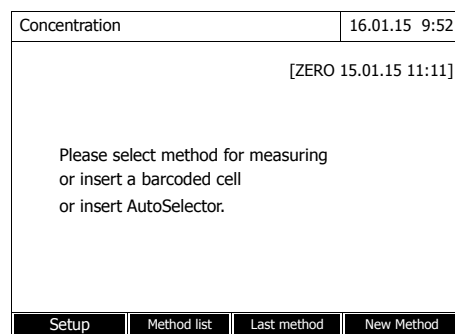 Concentration 16.01.15 9:52
[ZERO 15.01.15 11:11]
Please select method for measuring
or insert a barcoded cell
or insert AutoSelector.
Setup Method list Last method New Method